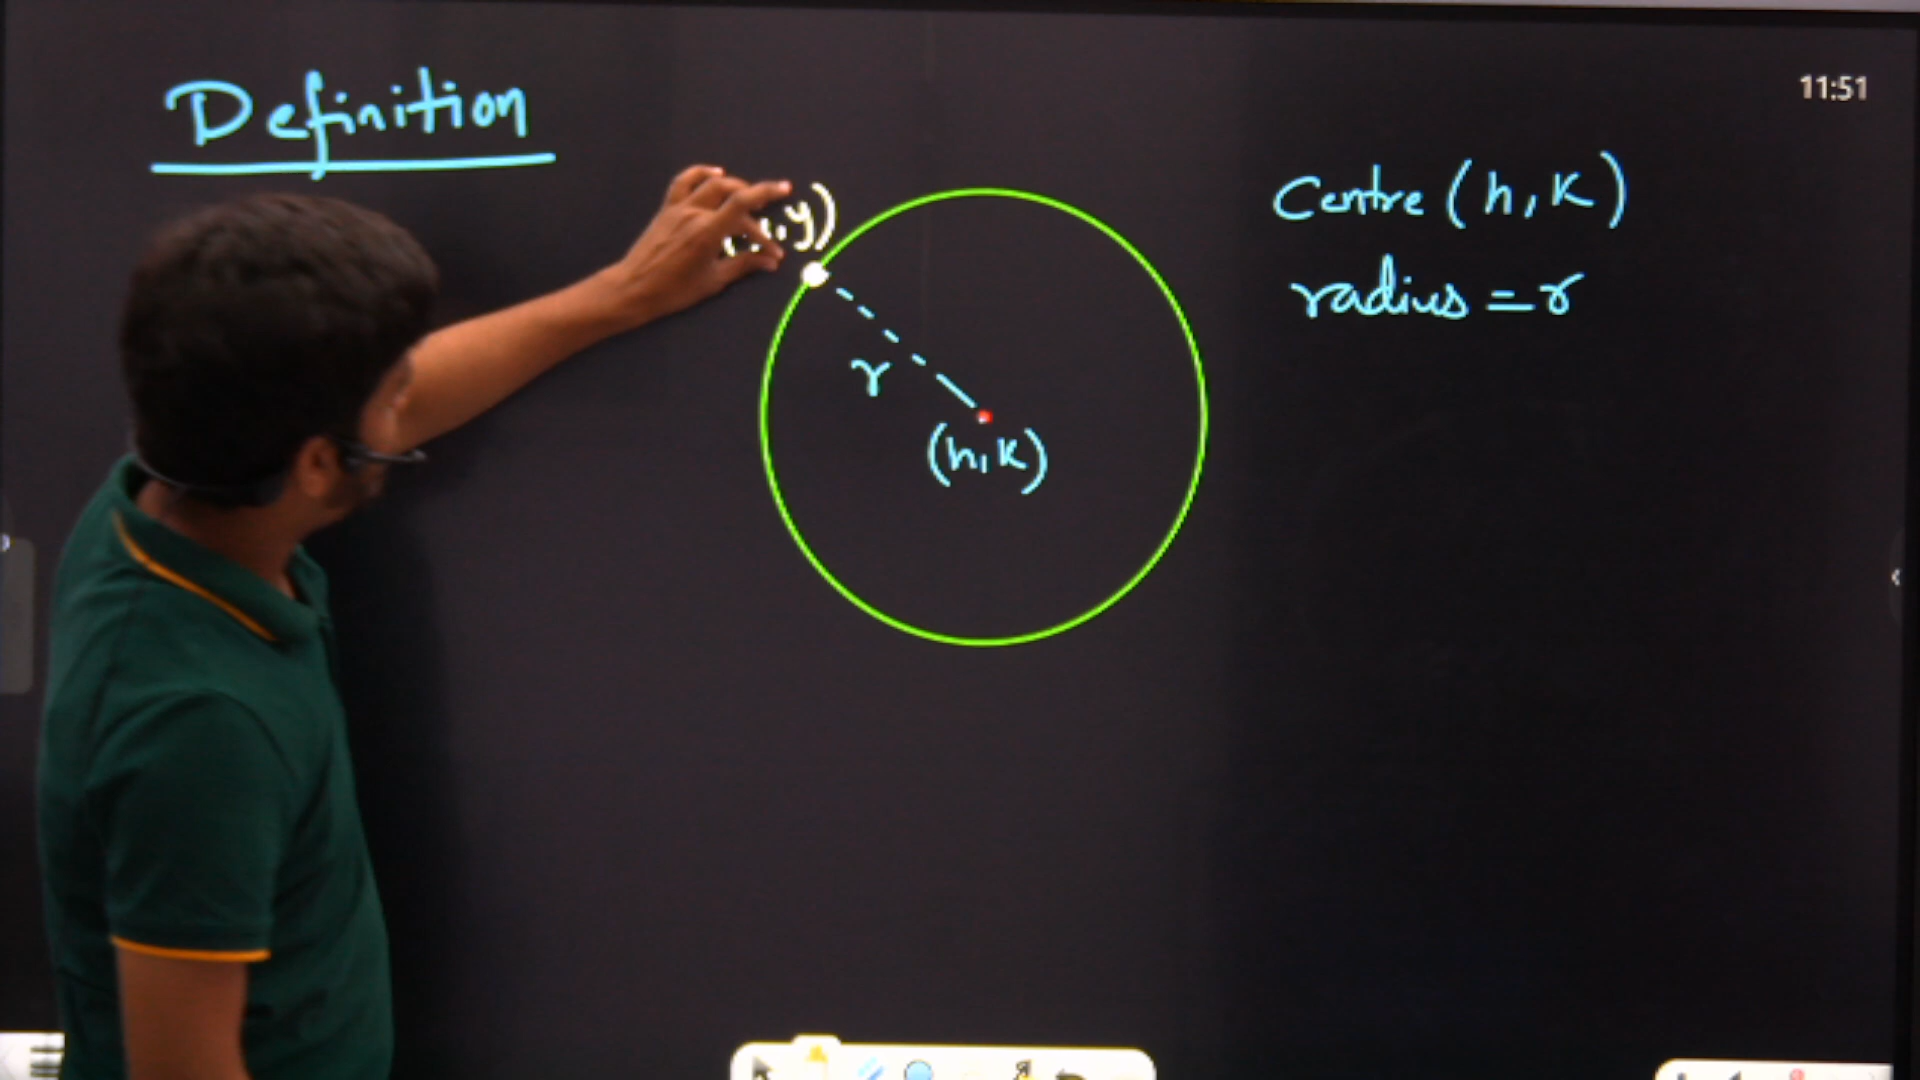 Definition
11:51
, y)
Centre (h, k)
radius = r
r
(h, k)